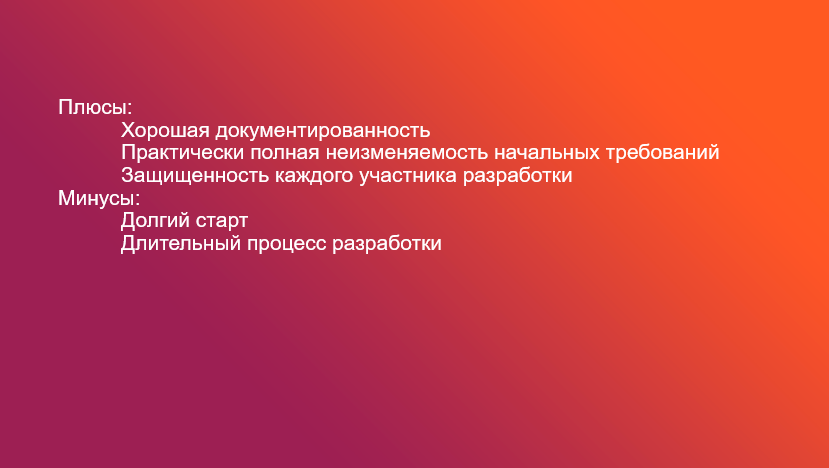 Плюсы:
Хорошая документированность
Практически полная неизменяемость начальных требований
Защищенность каждого участника разработки
Минусы:
Долгий старт
Длительный процесс разработки